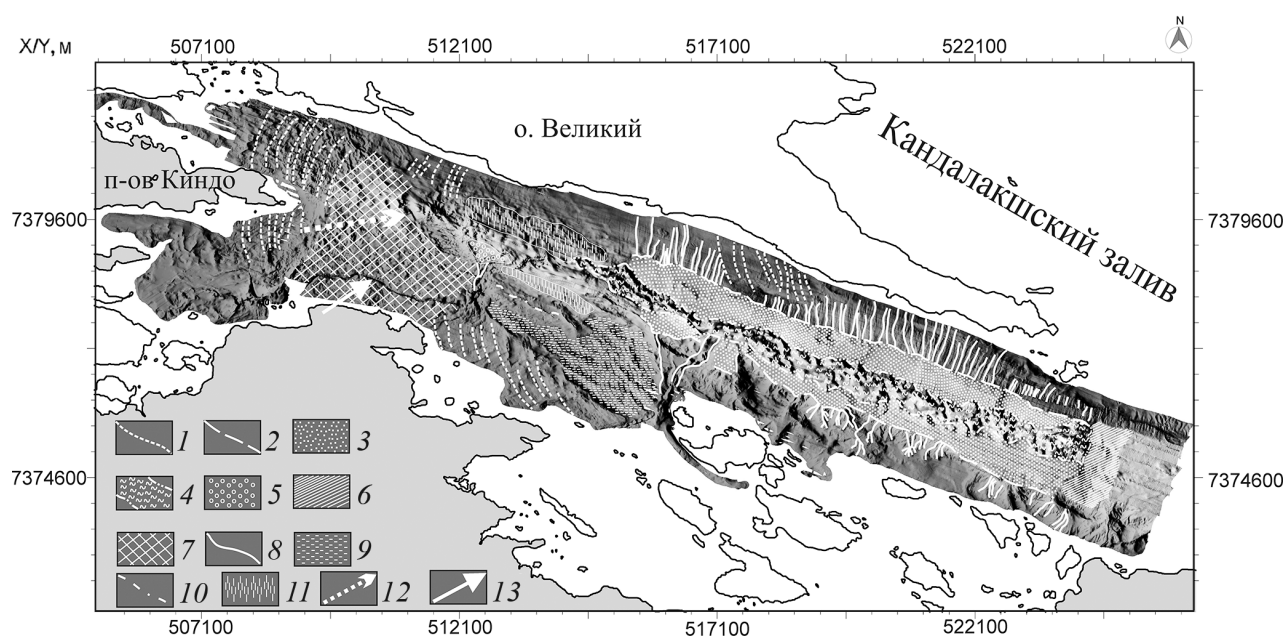 N
X/Y, м
507100 512100 517100 522100
о. Великий
Кандалакшский залив
п-ов Киндо
7379600 7379600
7374600 7374600
1 2 3
4 5 6
7 8 9
10 11 12 13
507100 512100 517100 522100